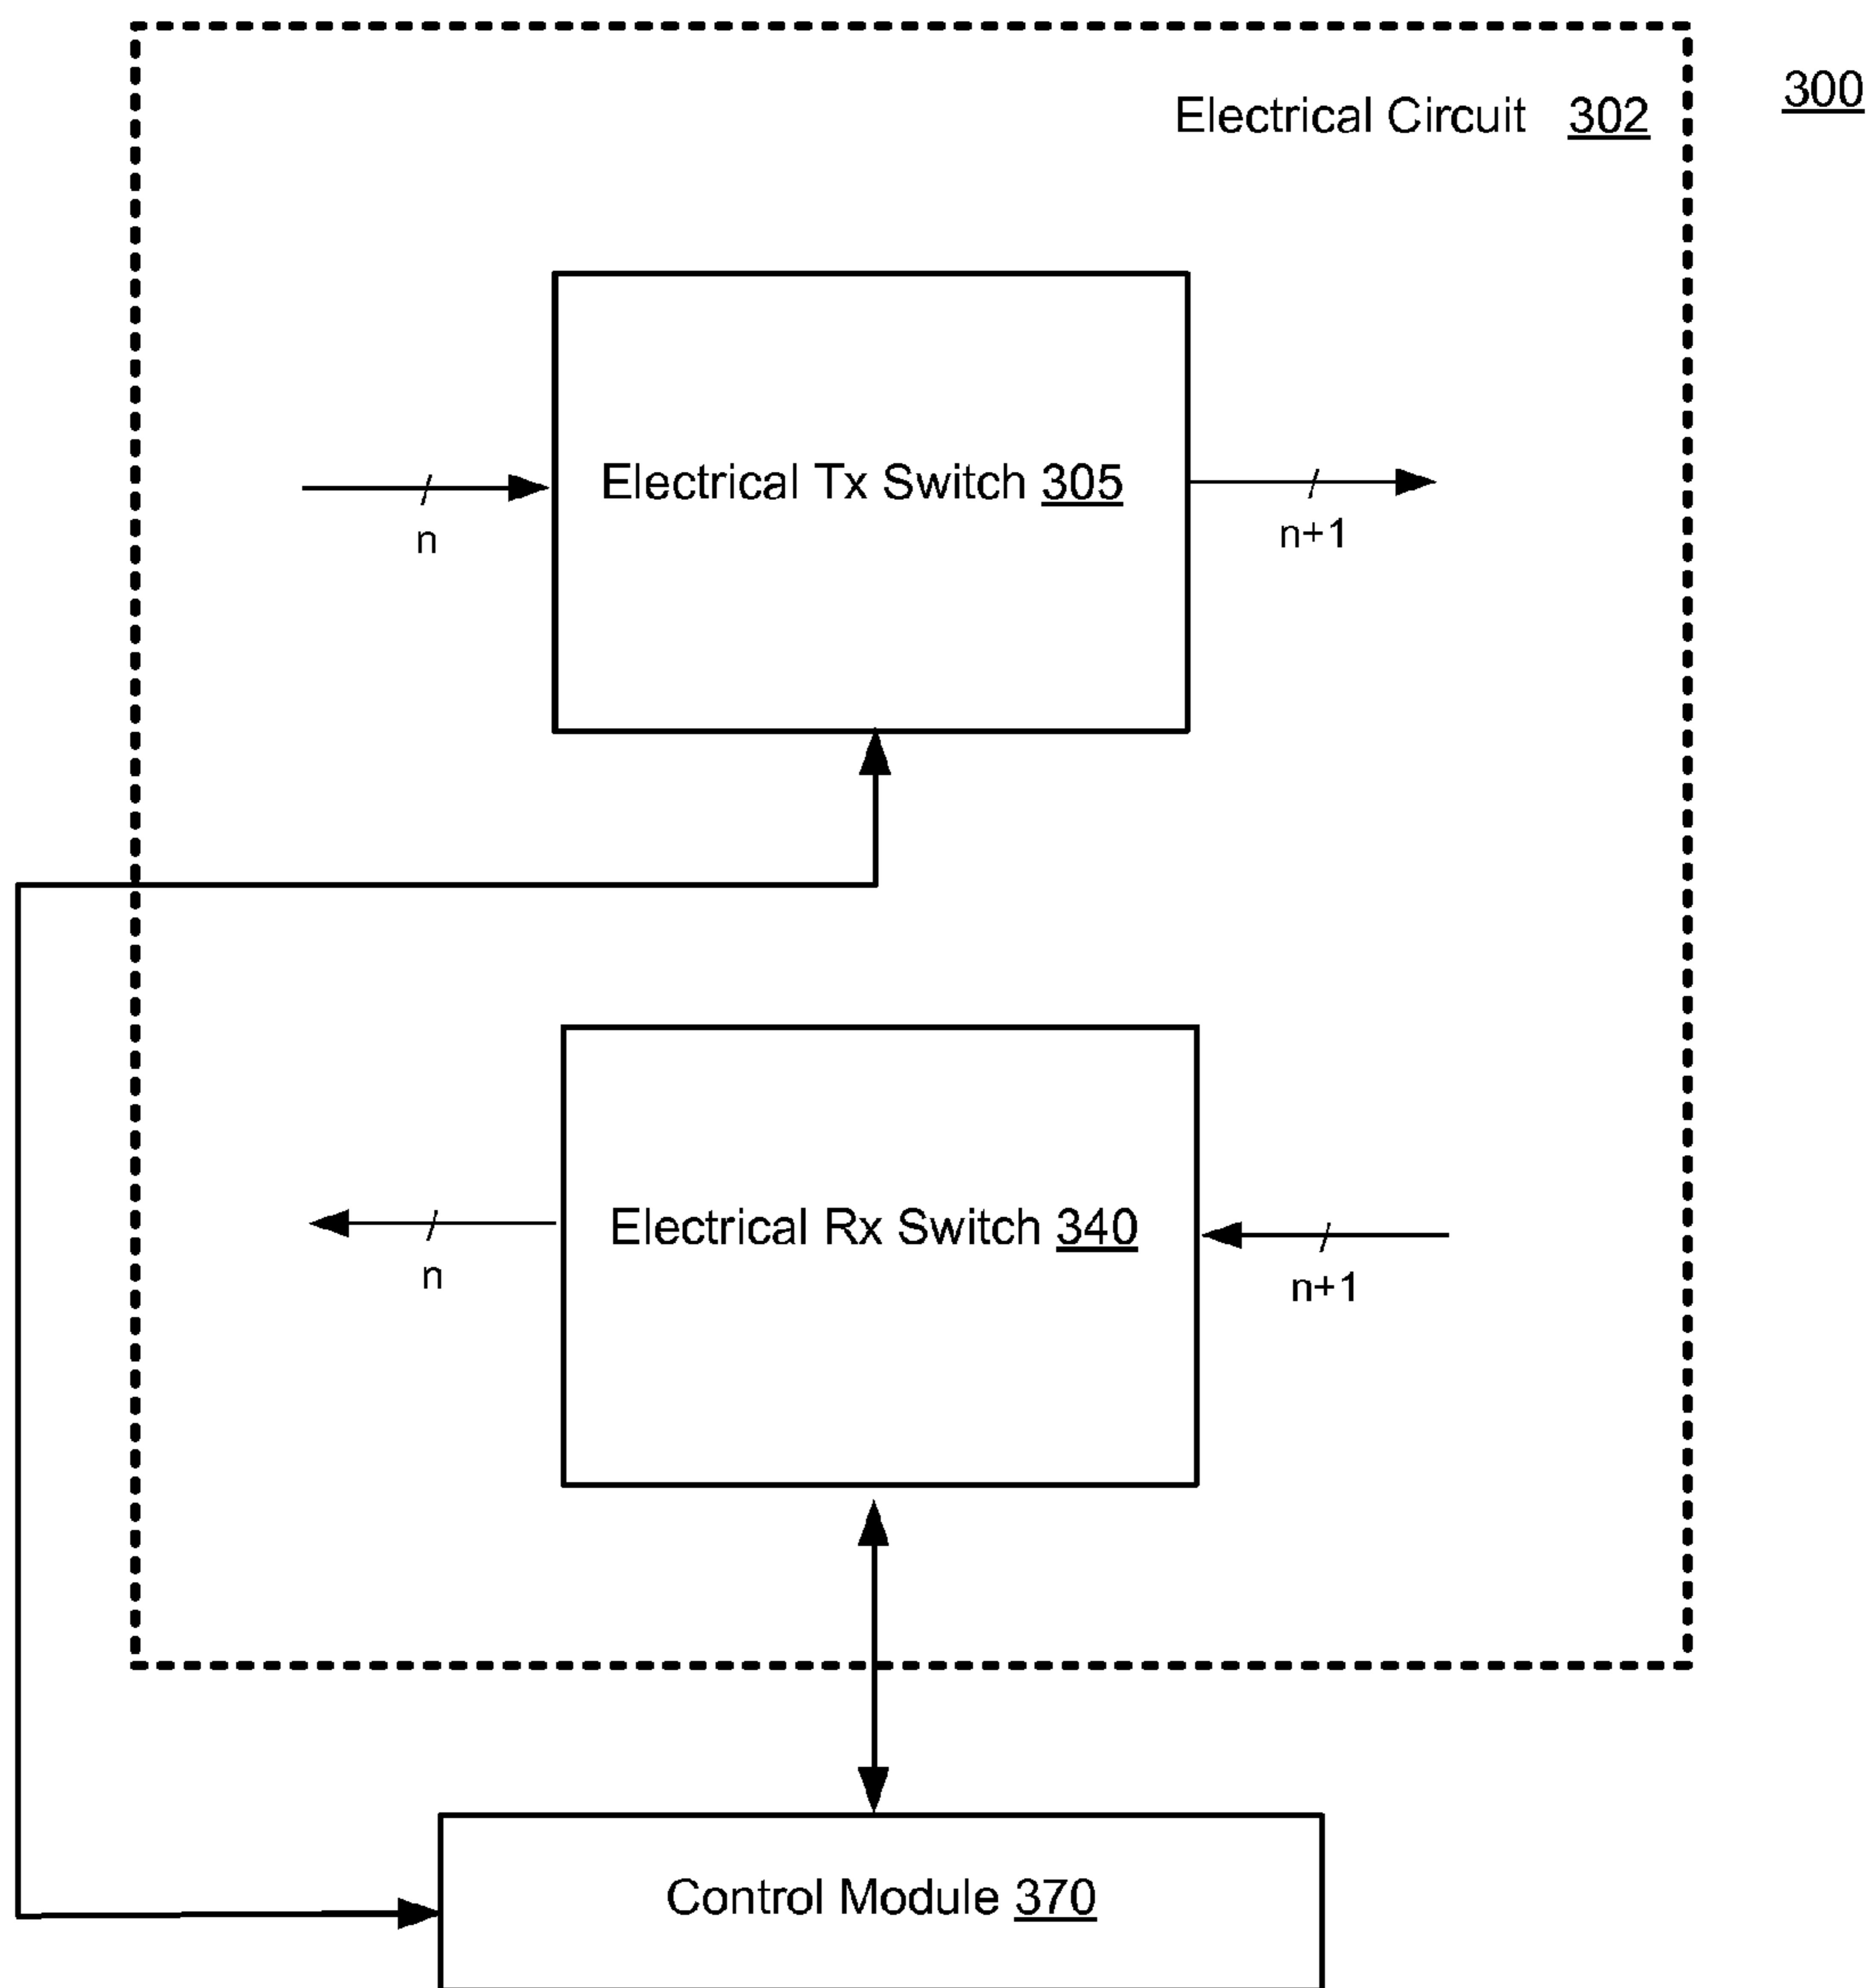 300
Electrical Circuit 302
Electrical Tx Switch 305
n
n+1
Electrical Rx Switch 340
n
n+1
Control Module 370